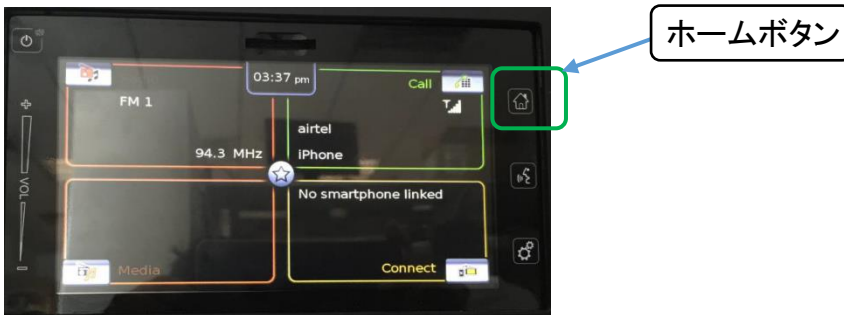 ホームボタン
03:37 pm
Call
FM 1
airtel
94.3 MHz
iPhone
VOL
No smartphone linked
Media
Connect